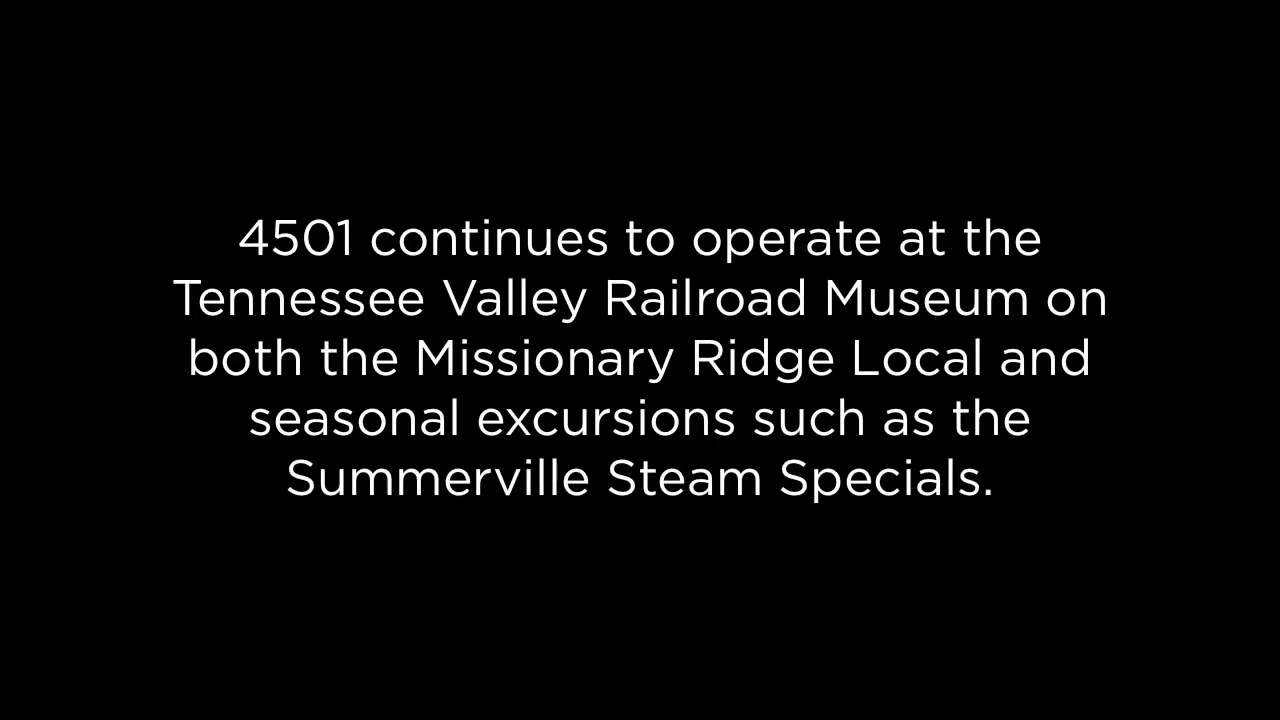 4501 continues to operate at the
Tennessee Valley Railroad Museum on
both the Missionary Ridge Local and
seasonal excursions such as the
Summerville Steam Specials.